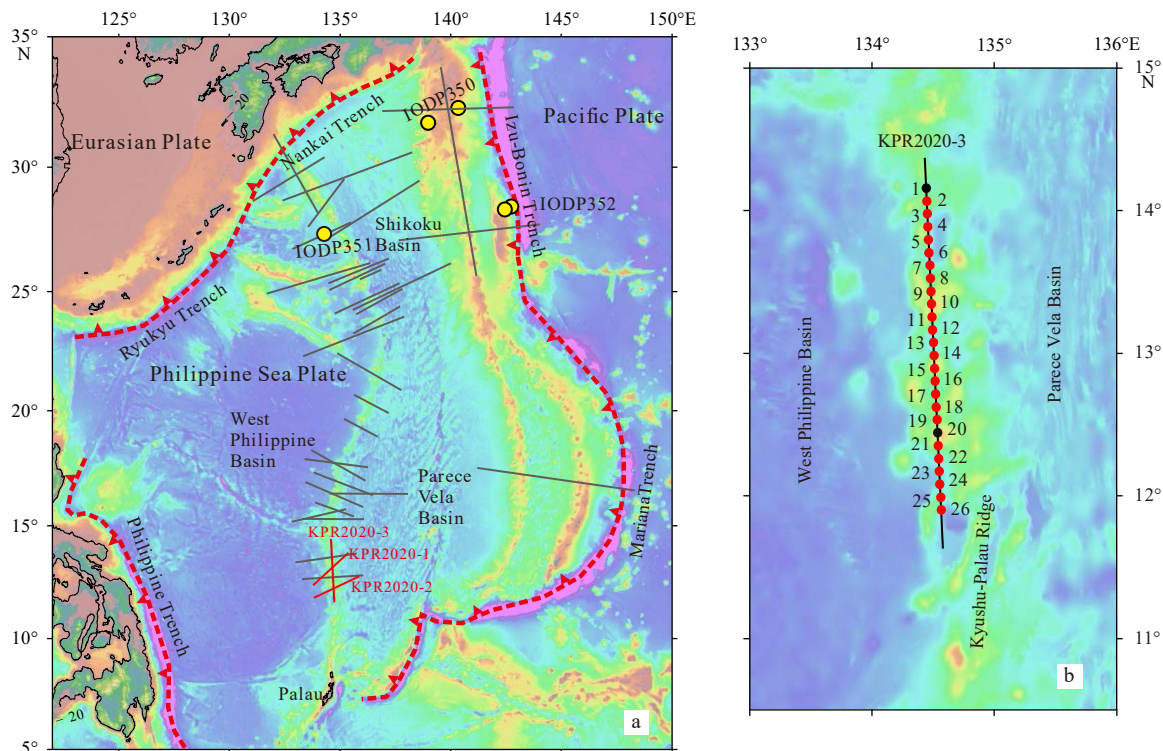 125° 130° 135° 140° 145° 150°E
35°
N
30°
25°
20°
15°
10°
5°
20
– 20
Eurasian Plate
Nankai Trench
IODP350
Pacific Plate
Izu-Bonin Trench
IODP352
Shikoku
Basin
IODP351
Ryukyu Trench
Philippine Sea Plate
West
Philippine
Basin
Parece
Vela
Basin
Mariana Trench
KPR2020-3
KPR2020-1
KPR2020-2
Philippine Trench
Palau
a
133° 134° 135° 136°E
15°
N
14°
13°
12°
11°
KPR2020-3
1
2
3
4
5
6
7
8
9
10
11
12
13
14
15
16
17
18
19
20
21
22
23
24
25
26
West Philippine Basin
Parece Vela Basin
Kyushu-Palau Ridge
b